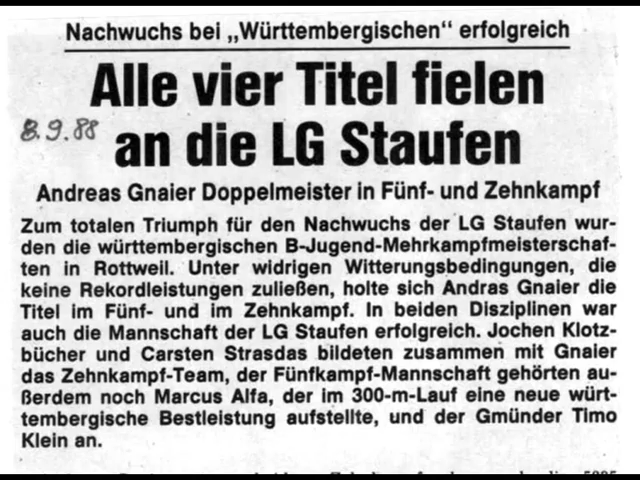 Nachwuchs bei „Württembergischen“ erfolgreich
Alle vier Titel fielen
8.9.88
an die LG Staufen
Andreas Gnaier Doppelmeister in Fünf- und Zehnkampf
Zum totalen Triumph für den Nachwuchs der LG Staufen wur-
den die württembergischen B-Jugend-Mehrkampfmeisterschaf-
ten in Rottweil. Unter widrigen Witterungsbedingungen, die
keine Rekordleistungen zuließen, holte sich Andras Gnaier die
Titel im Fünf- und im Zehnkampf. In beiden Disziplinen war
auch die Mannschaft der LG Staufen erfolgreich. Jochen Klotz-
bücher und Carsten Strasdas bildeten zusammen mit Gnaier
das Zehnkampf-Team, der Fünfkampf-Mannschaft gehörten au-
ßerdem noch Marcus Alfa, der im 300-m-Lauf eine neue würt-
tembergische Bestleistung aufstellte, und der Gmünder Timo
Klein an.